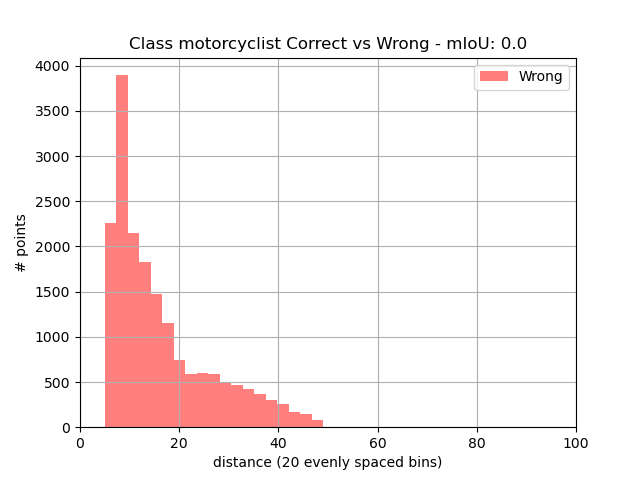 Class motorcyclist Correct vs Wrong - mIoU: 0.0
Wrong
4000
3500
3000
2500
2000
1500
1000
500
0
# points
0 20 40 60 80 100
distance (20 evenly spaced bins)